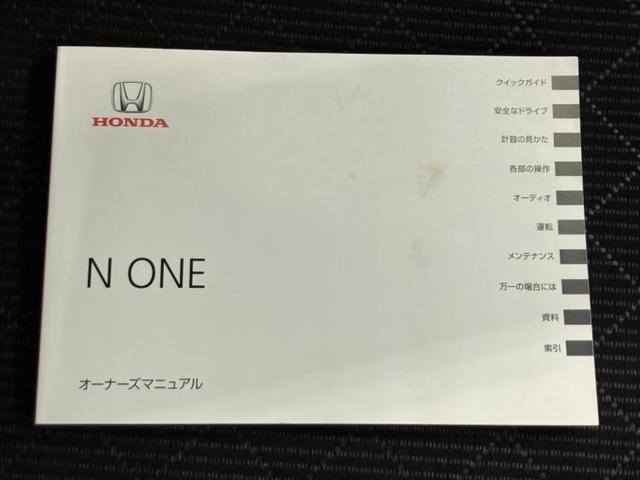 HONDA
N ONE
オーナーズマニュアル
クイックガイド
安全なドライブ
計器の見かた
各部の操作
オーディオ
運転
メンテナンス
万一の場合には
資料
索引